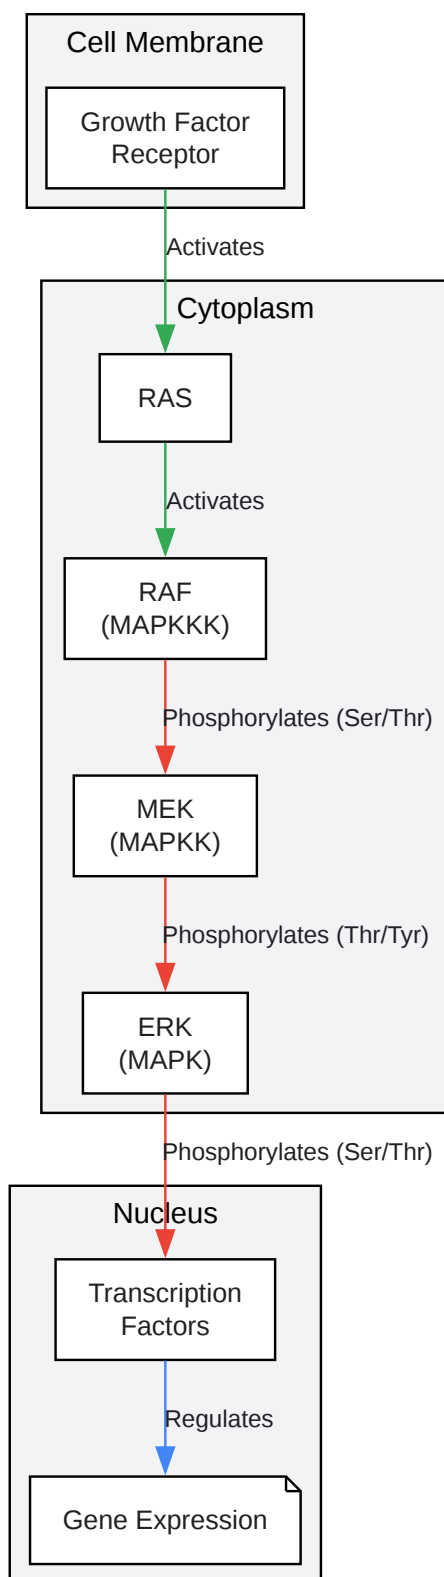 Cell Membrane
Growth Factor
Receptor
Activates
Cytoplasm
RAS
Activates
RAF
(MAPKKK)
Phosphorylates (Ser/Thr)
MEK
(MAPKK)
Phosphorylates (Thr/Tyr)
ERK
(MAPK)
Phosphorylates (Ser/Thr)
Nucleus
Transcription
Factors
Regulates
Gene Expression